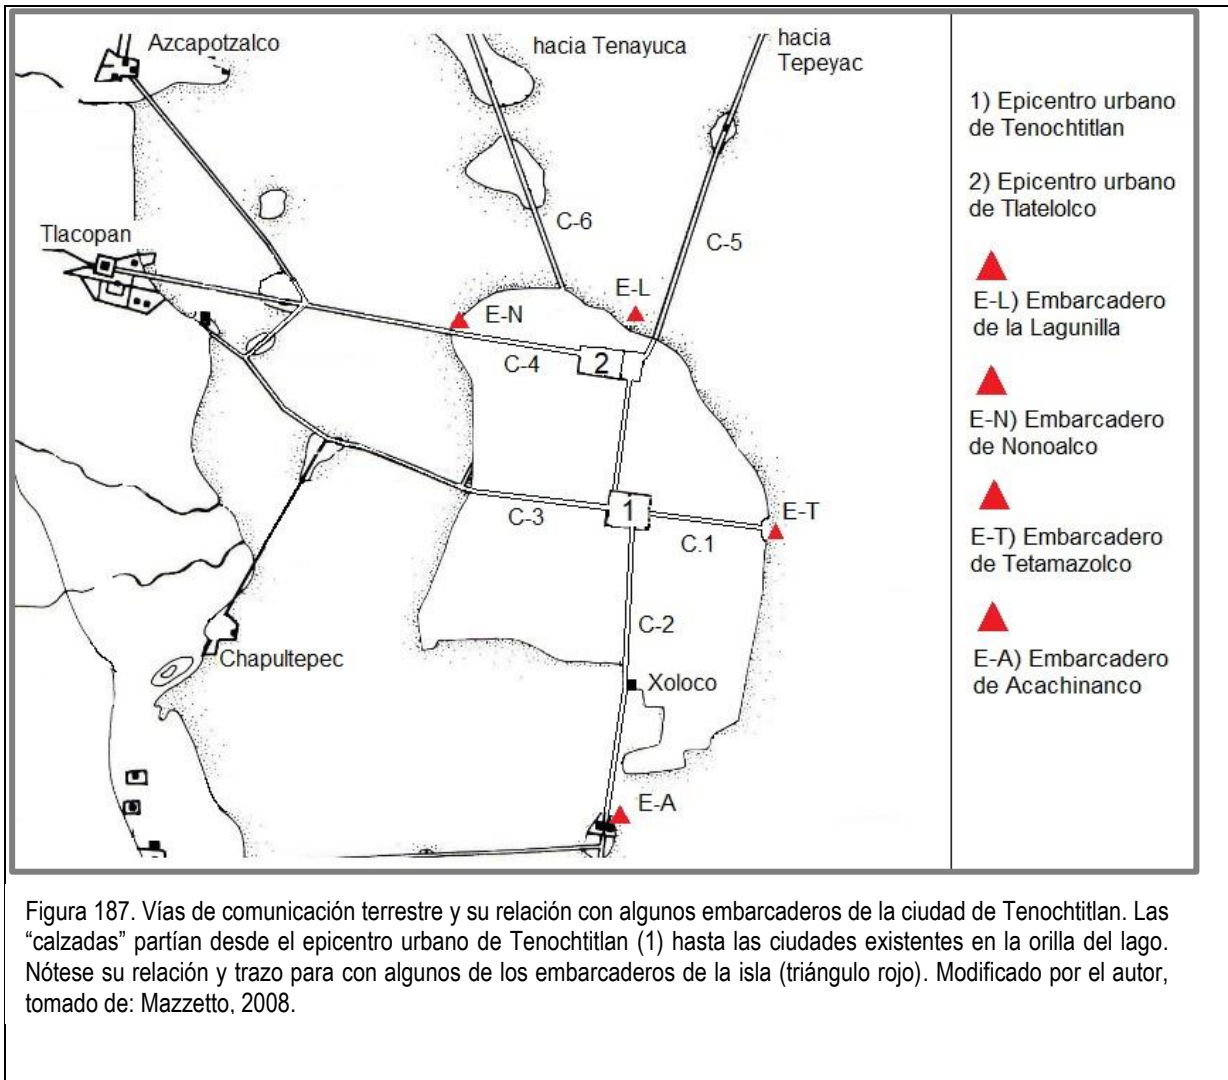 Azcapotzalco
hacia Tenayuca
hacia
Tepeyac
Tlacopan
C-6
C-5
E-L
E-N
C-4
2
1
C-3
E-T
C.1
C-2
Chapultepec
Xoloco
E-A
1) Epicentro urbano
de Tenochtitlan
2) Epicentro urbano
de Tlatelolco
E-L) Embarcadero
de la Lagunilla
E-N) Embarcadero
de Nonoalco
E-T) Embarcadero
de Tetamazolco
E-A) Embarcadero
de Acachinanco
Figura 187. Vías de comunicación terrestre y su relación con algunos embarcaderos de la ciudad de Tenochtitlan. Las
“calzadas” partían desde el epicentro urbano de Tenochtitlan (1) hasta las ciudades existentes en la orilla del lago.
Nótese su relación y trazo para con algunos de los embarcaderos de la isla (triángulo rojo). Modificado por el autor,
tomado de: Mazzetto, 2008.